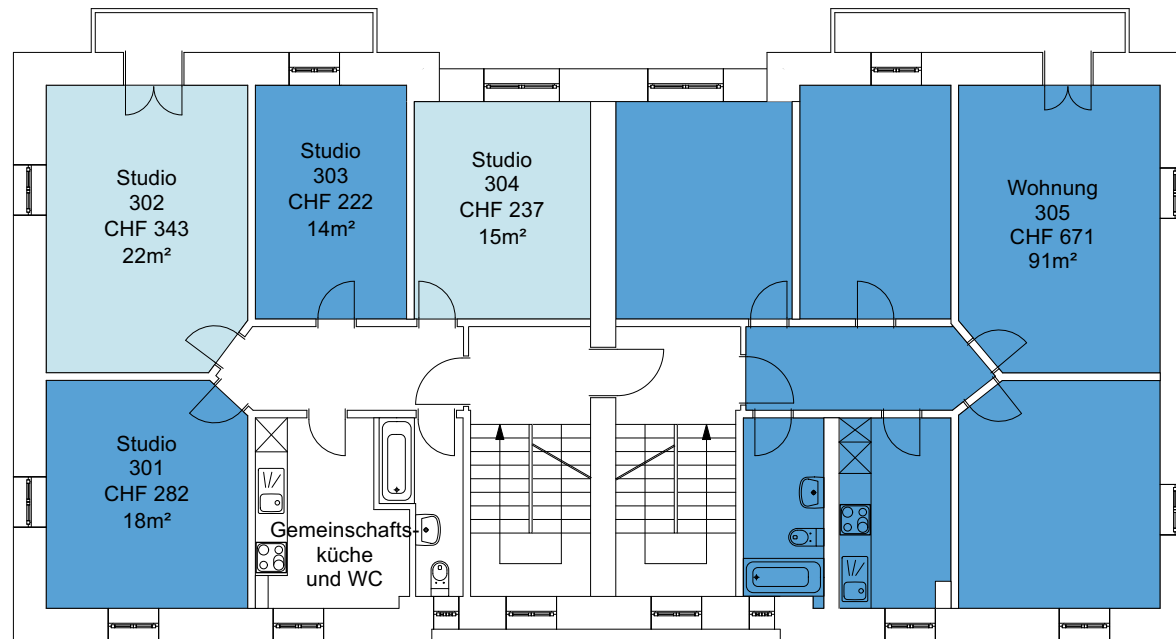 Studio
302
CHF 343
22m²
Studio
303
CHF 222
14m²
Studio
304
CHF 237
15m²
Wohnung
305
CHF 671
91m²
Studio
301
CHF 282
18m²
Gemeinschafts-
küche
und WC